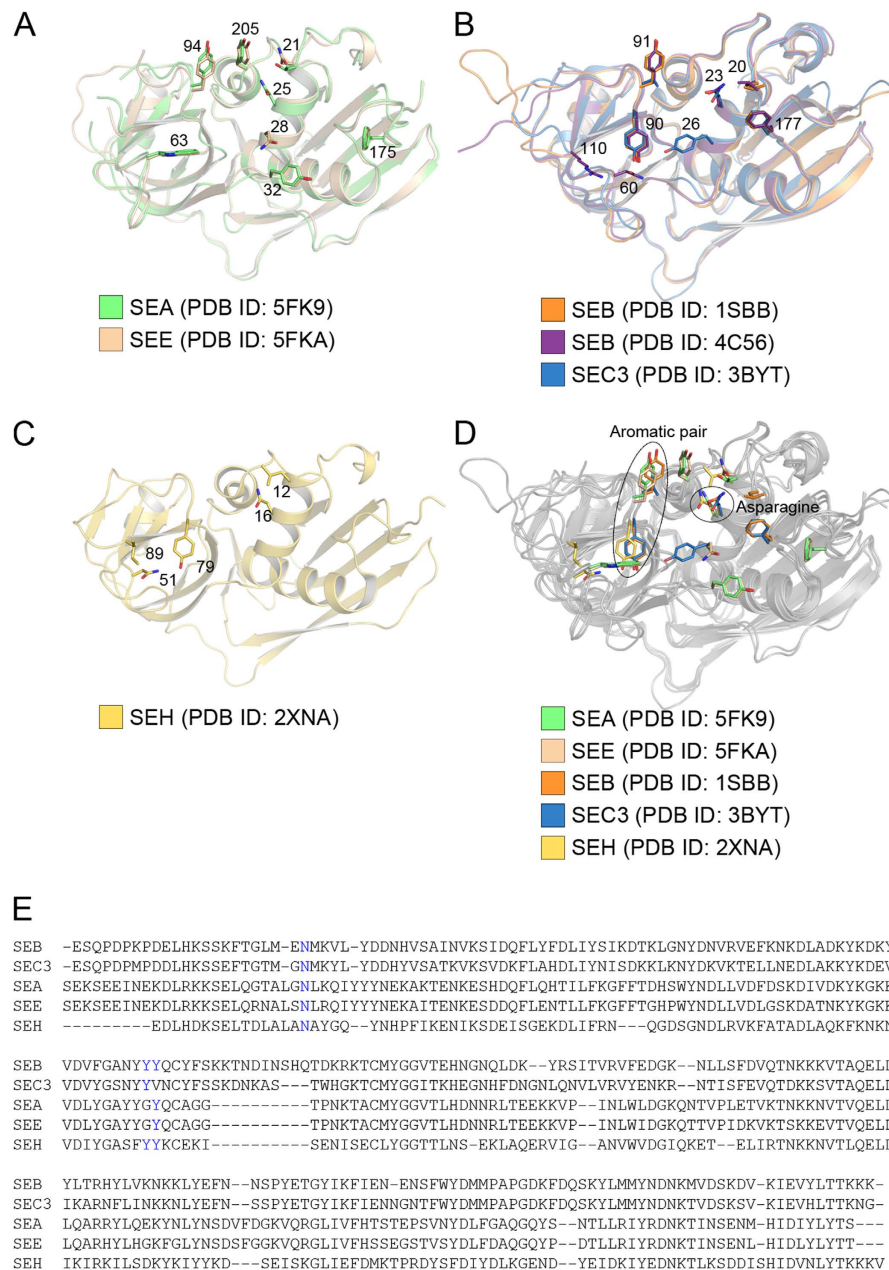 A
94
205
21
25
28
63
175
32
SEA (PDB ID: 5FK9)
SEE (PDB ID: 5FKA)
B
91
23
20
90
26
177
110
60
SEB (PDB ID: 1SBB)
SEB (PDB ID: 4C56)
SEC3 (PDB ID: 3BYT)
C
12
16
89
51
79
SEH (PDB ID: 2XNA)
D
Aromatic pair
Asparagine
SEA (PDB ID: 5FK9)
SEE (PDB ID: 5FKA)
SEB (PDB ID: 1SBB)
SEC3 (PDB ID: 3BYT)
SEH (PDB ID: 2XNA)
E
SEB -ESQPDPKPDELHKSSKFTGLM-ENMKVL-YDDNHVSAINVKSIDQFLYFDLIYSIKDTKLGNYDNVRVEFKNKDLADKYKDKY
SEC3 -ESQPDPMPDDLHKSSEFTGTM-GNMKYL-YDDHYVSATKVKSVDKFLAHDLIYNISDKKLKNYDKVKTELLNEDLAKKYKDEV
SEA SEKSEEINEKDLRKKSELQGTALGNLKQIYYYNEKAKTENKESHDQFLQHTILFKGFFTDHSWYNDLLVDFDSKDIVDKYKGKK
SEE SEKSEEINEKDLRKKSELQRNALSNLRQIYYYNEKAITENKESDDQFLENTLLFKGFFTGHPWYNDLLVDLGSKDATNKYKGKK
SEH ---------EDLHDKSELTDLALANAYGQ--YNHPFIKENIKSDEISGEKDLIFRN---QGDSGNDLRVKFATADLAQKFKNKN
SEB VDVFGANYYYQCYFSKKTNDINSHQTDKRKTCMYGGVTEHNGNQLDK--YRSITVRVFEDGK--NLLSFDVQTNKKKVTAQELD
SEC3 VDVYGSNYYVNCYFSSKDNKAS----TWHGKTCMYGGITKHEGNHFDNGNLQNVLVRVYENKR--NTISFEVQTDKKSVTAQELD
SEA VDLYGAYYGYQCAGG----------TPNKTACMYGGVTLHDNNRLTEEKKVP--INLWLDGKQNTVPLETVKTNKKNVTVQELD
SEE VDLYGAYYGYQCAGG----------TPNKTACMYGGVTLHDNNRLTEEKKVP--INLWIDGKQTTVPIDKVKTSKKEVTVQELD
SEH VDIYGASFYYKCEKI----------SENISECLYGGTTLNS-EKLAQERVIG--ANVWVDGIQKET--ELIRTNKKNVTLQELD
SEB YLTRHYLVKNKKLYEFN--NSPYETGYIKFIEN-ENSFWYDMMPAPGDKFDQSKYLMMYNDNKMVDSKDV-KIEVYLTTKKK-
SEC3 IKARNFLINKKNLYEFN--SSPYETGYIKFIENNGNTFWYDMMPAPGDKFDQSKYLMMYNDNKTVDSKSV-KIEVHLTTKNG-
SEA LQARRYLQEKYNLYNSDVFDGKVQRGLIVFHTSTEPSVNYDLFGAQGQYS--NTLLRIYRDNKTINSENM-HIDIYLYTS---
SEE LQARHYLHGKFGLYNSDSFGGKVQRGLIVFHSSEGSTVSYDLFDAQGQYP--DTLLRIYRDNKTINSENL-HIDLYLYTT---
SEH IKIRKILSDKYKIYYKD---SEISKGLIEFDMKTPRDYSFDIYDLKGEND--YEIDKIYEDNKTLKSDDISHIDVNLYTKKKV